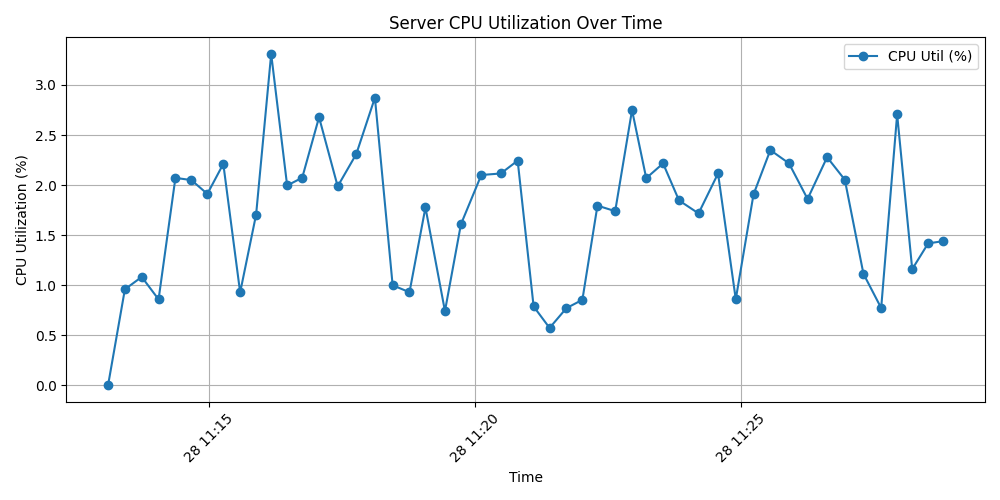 Server CPU Utilization Over Time
CPU Util (%)
CPU Utilization (%)
3.0
2.5
2.0
1.5
1.0
0.5
0.0
28 11:15
28 11:20
28 11:25
Time